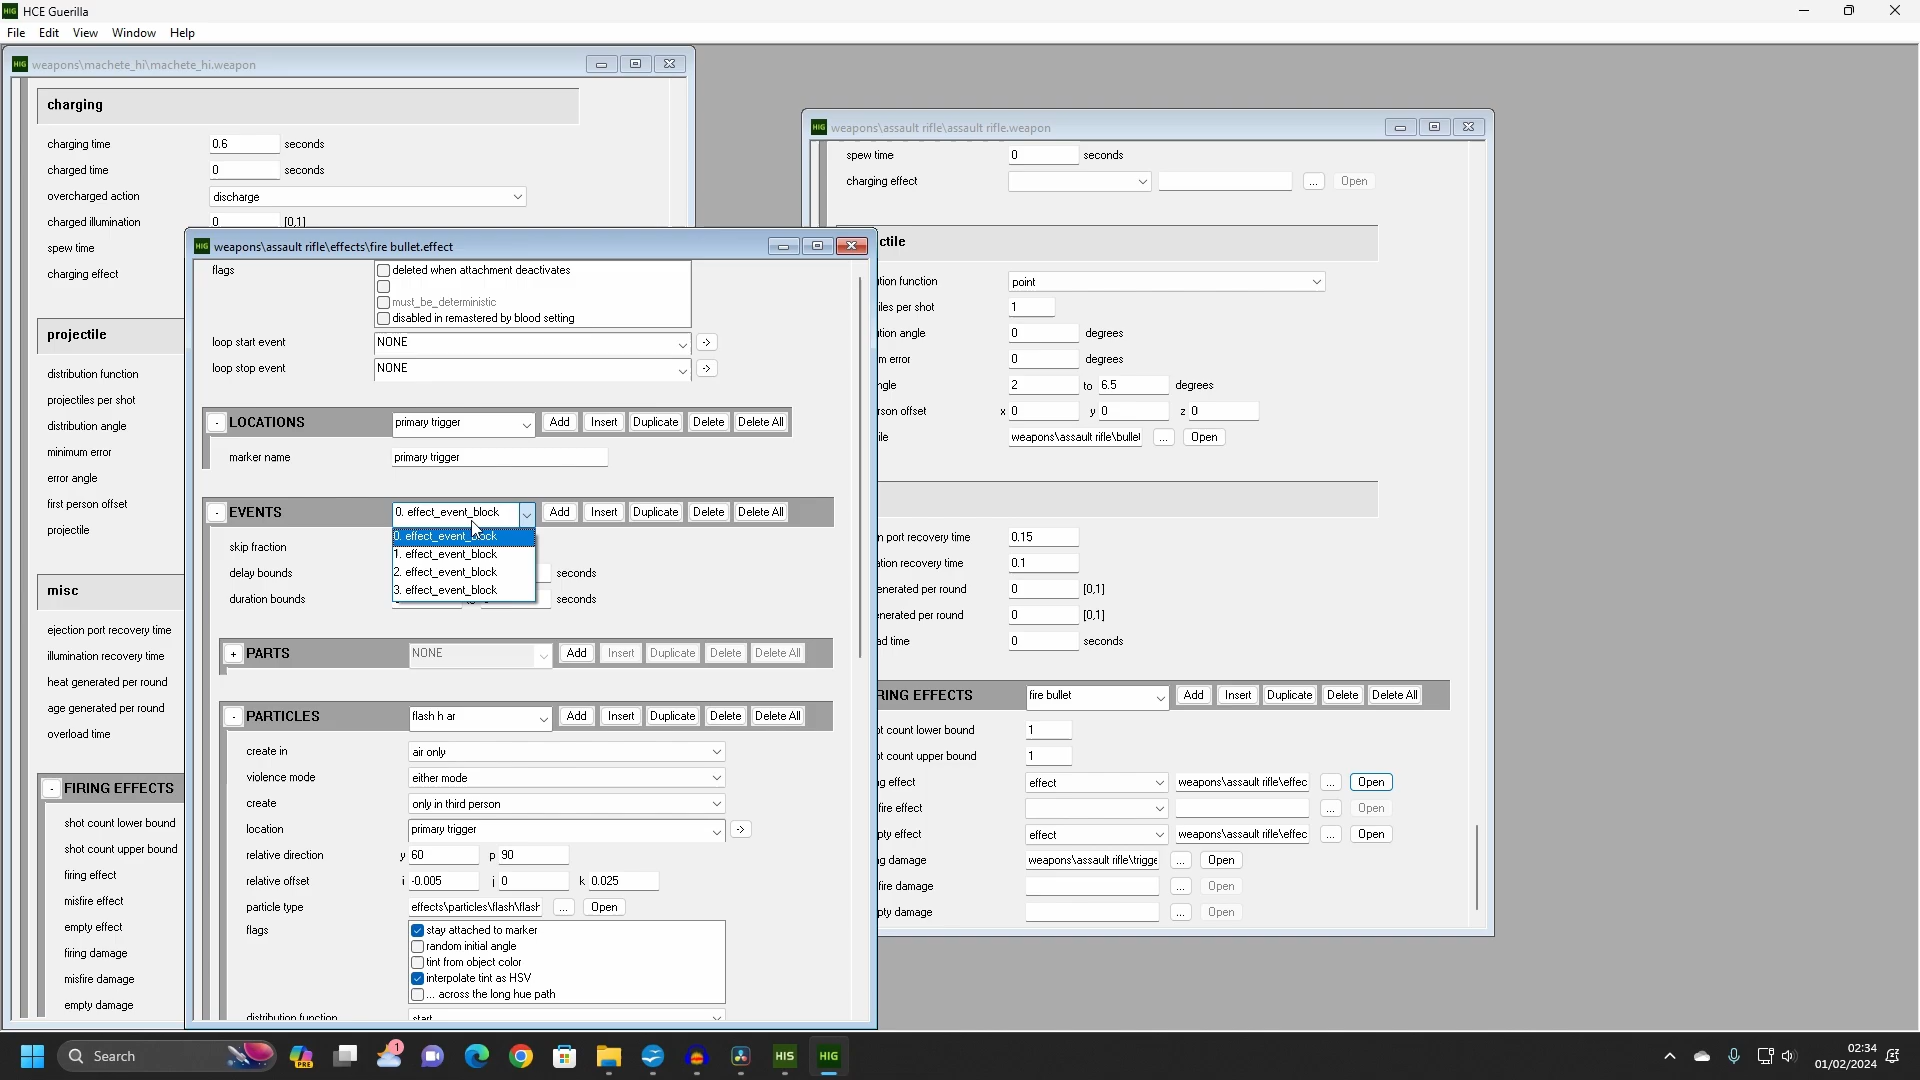 HCE Guerilla
File Edit View Window Help
weapons\machete_hi\machete_hi.weapon
charging
charging time 0.6 seconds
charged time 0 seconds
overcharged action discharge
charged illumination 0 [0,1]
spew time
charging effect
projectile
distribution function
projectiles per shot
distribution angle
minimum error
error angle
first person offset
projectile
misc
ejection port recovery time
illumination recovery time
heat generated per round
age generated per round
overload time
- FIRING EFFECTS
shot count lower bound
shot count upper bound
firing effect
misfire effect
empty effect
firing damage
misfire damage
empty damage
weapons\assault rifle\effects\fire bullet.effect
flags
deleted when attachment deactivates
must_be_deterministic
disabled in remastered by blood setting
loop start event NONE ->
loop stop event NONE ->
- LOCATIONS primary trigger Add Insert Duplicate Delete Delete All
marker name primary trigger
- EVENTS 0. effect_event_block Add Insert Duplicate Delete Delete All
0. effect_event_block
1. effect_event_block
2. effect_event_block
3. effect_event_block
skip fraction
delay bounds seconds
duration bounds seconds
+ PARTS NONE Add Insert Duplicate Delete Delete All
- PARTICLES flash h ar Add Insert Duplicate Delete Delete All
create in air only
violence mode either mode
create only in third person
location primary trigger ->
relative direction y 60 p 90
relative offset i -0.005 j 0 k 0.025
particle type effects\particles\flash\flash ... Open
flags stay attached to marker
random initial angle
tint from object color
interpolate tint as HSV
... across the long hue path
distribution function start
weapons\assault rifle\assault rifle.weapon
spew time 0 seconds
charging effect ... Open
ctile
tion function point
iles per shot 1
tion angle 0 degrees
m error 0 degrees
ngle 2 to 6.5 degrees
rson offset x 0 y 0 z 0
ile weapons\assault rifle\bullet ... Open
n port recovery time 0.15
tion recovery time 0.1
enerated per round 0 [0,1]
nerated per round 0 [0,1]
ad time 0 seconds
RING EFFECTS fire bullet Add Insert Duplicate Delete Delete All
ot count lower bound 1
ot count upper bound 1
ng effect effect weapons\assault rifle\effec ... Open
fire effect ... Open
pty effect effect weapons\assault rifle\effec ... Open
ng damage weapons\assault rifle\trigge ... Open
fire damage ... Open
pty damage ... Open
Search
PRE
1
HIS
HIG
02:34
01/02/2024